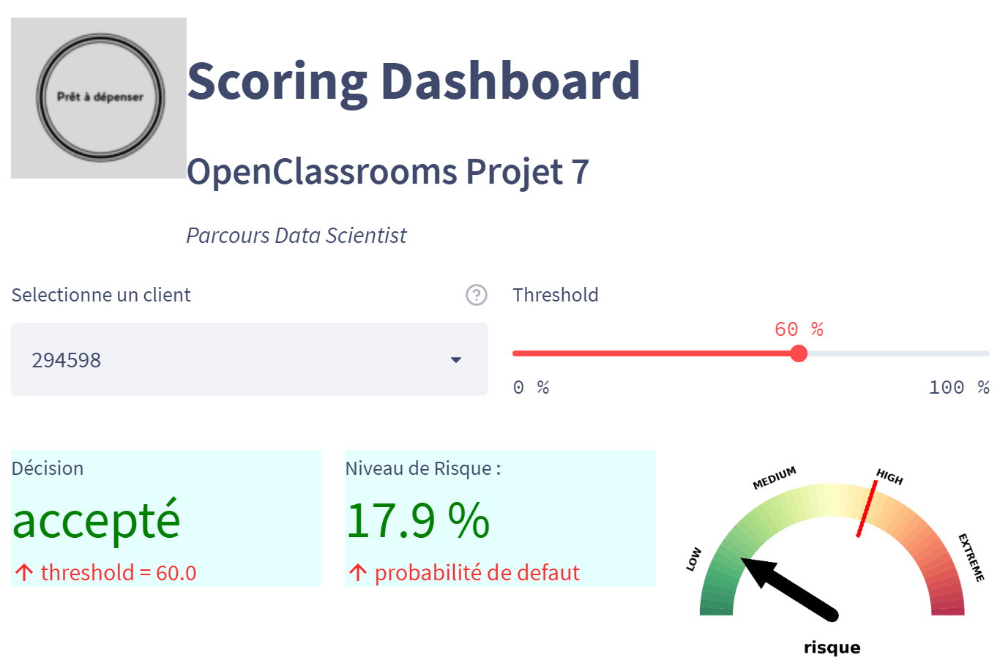 Prêt à dépenser
Scoring Dashboard
OpenClassrooms Projet 7
Parcours Data Scientist
Selectionne un client
294598
Threshold
60 %
0 %
100 %
Décision
accepté
↑ threshold = 60.0
Niveau de Risque :
17.9 %
↑ probabilité de defaut
LOW
MEDIUM
HIGH
EXTREME
risque